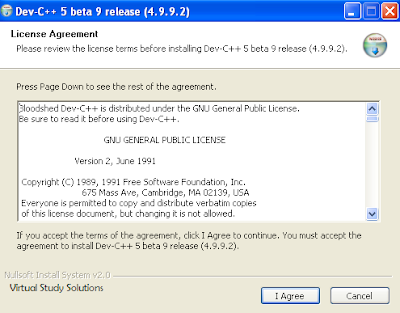 Dev-C++ 5 beta 9 release (4.9.9.2)
License Agreement
Please review the license terms before installing Dev-C++ 5 beta 9 release (4.9.9.2).
Press Page Down to see the rest of the agreement.
Bloodshed Dev-C++ is distributed under the GNU General Public License.
Be sure to read it before using Dev-C++.
GNU GENERAL PUBLIC LICENSE
Version 2, June 1991
Copyright (C) 1989, 1991 Free Software Foundation, Inc.
675 Mass Ave, Cambridge, MA 02139, USA
Everyone is permitted to copy and distribute verbatim copies
of this license document, but changing it is not allowed.
If you accept the terms of the agreement, click I Agree to continue. You must accept the
agreement to install Dev-C++ 5 beta 9 release (4.9.9.2).
Nullsoft Install System v2.0
Virtual Study Solutions
I Agree
Cancel